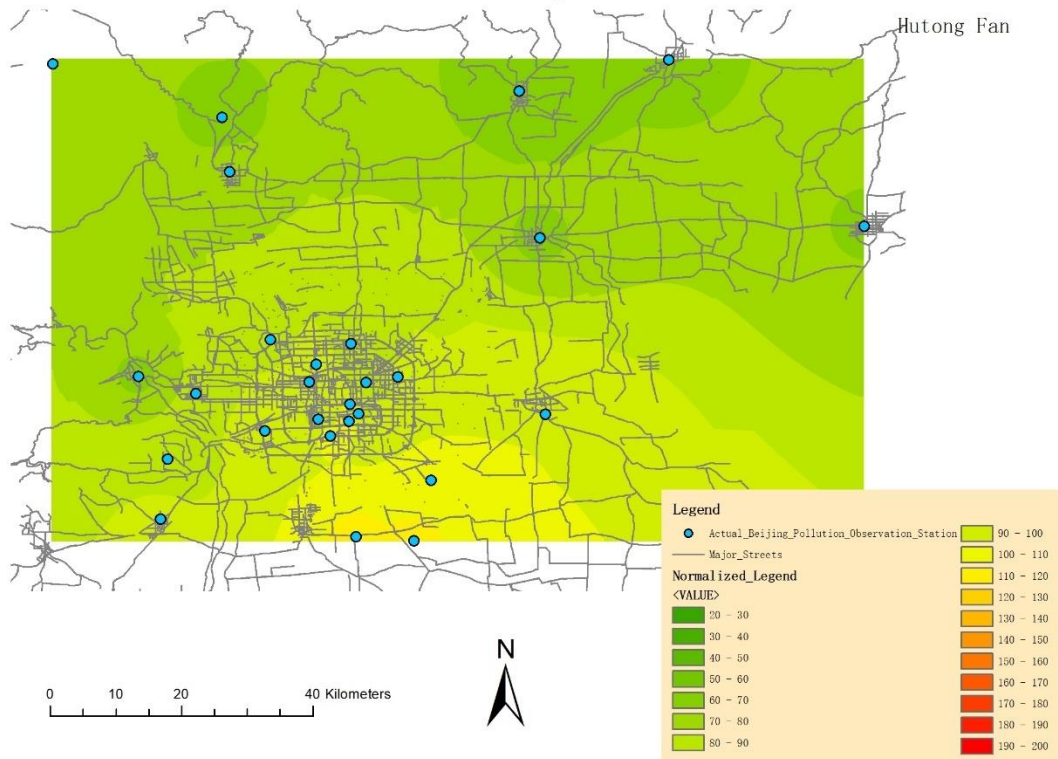 Hutong Fan
Legend
Actual_Beijing_Pollution_Observation_Station
Major_Streets
Normalized_Legend
<VALUE>
20 - 30
30 - 40
40 - 50
50 - 60
60 - 70
70 - 80
80 - 90
90 - 100
100 - 110
110 - 120
120 - 130
130 - 140
140 - 150
150 - 160
160 - 170
170 - 180
180 - 190
190 - 200
N
0 10 20 40 Kilometers